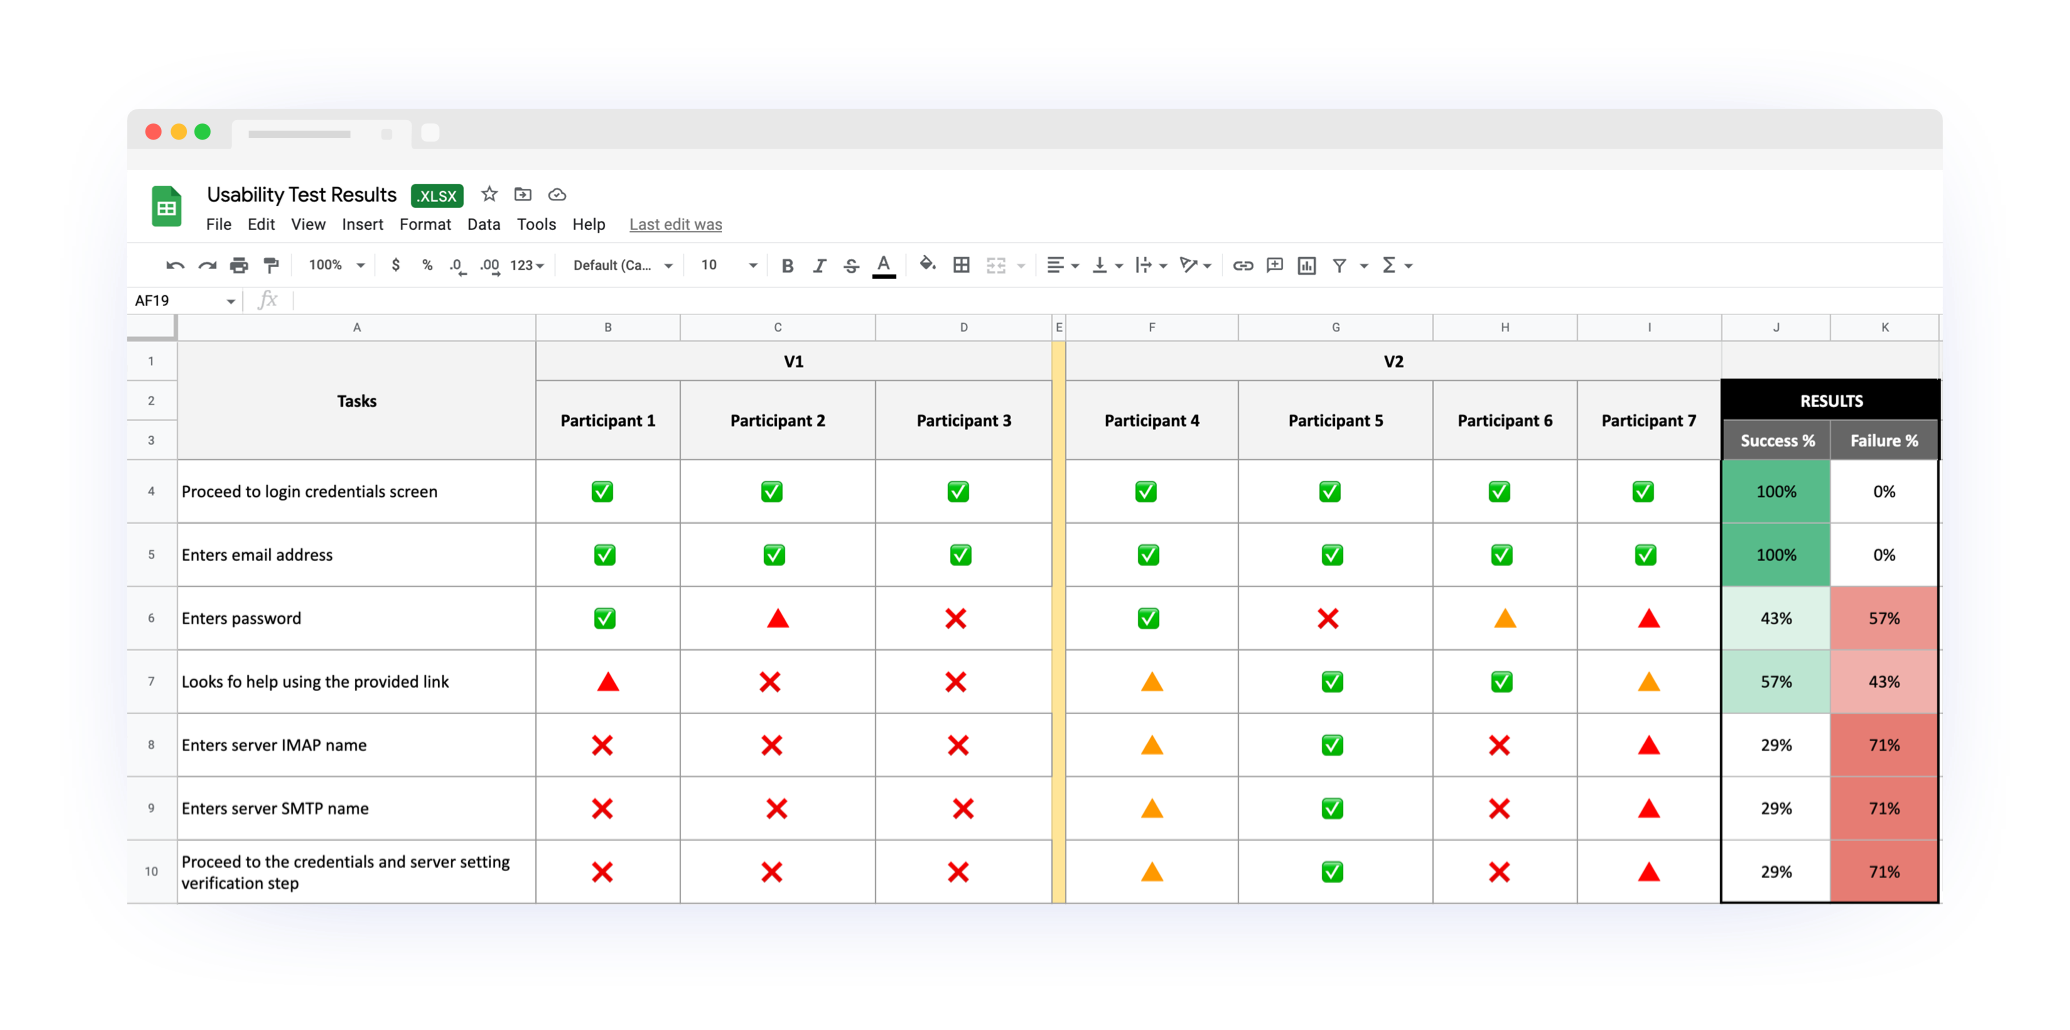 Usability Test Results .XLSX
File Edit View Insert Format Data Tools Help Last edit was
100% $ % .0 .00 123 Default (Ca... 10 B I S A Σ
AF19 fx
A B C D E F G H I J K
1 V1 V2
2 Tasks Participant 1 Participant 2 Participant 3 Participant 4 Participant 5 Participant 6 Participant 7 RESULTS
3 Success % Failure %
4 Proceed to login credentials screen 100% 0%
5 Enters email address 100% 0%
6 Enters password 43% 57%
7 Looks fo help using the provided link 57% 43%
8 Enters server IMAP name 29% 71%
9 Enters server SMTP name 29% 71%
10 Proceed to the credentials and server setting
verification step 29% 71%